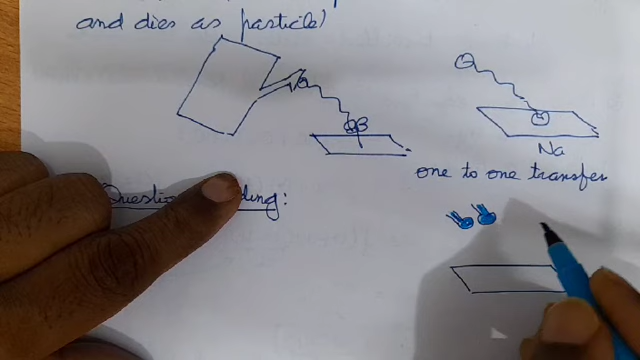 and dies as particle)
B
Na
one to one transfer
: